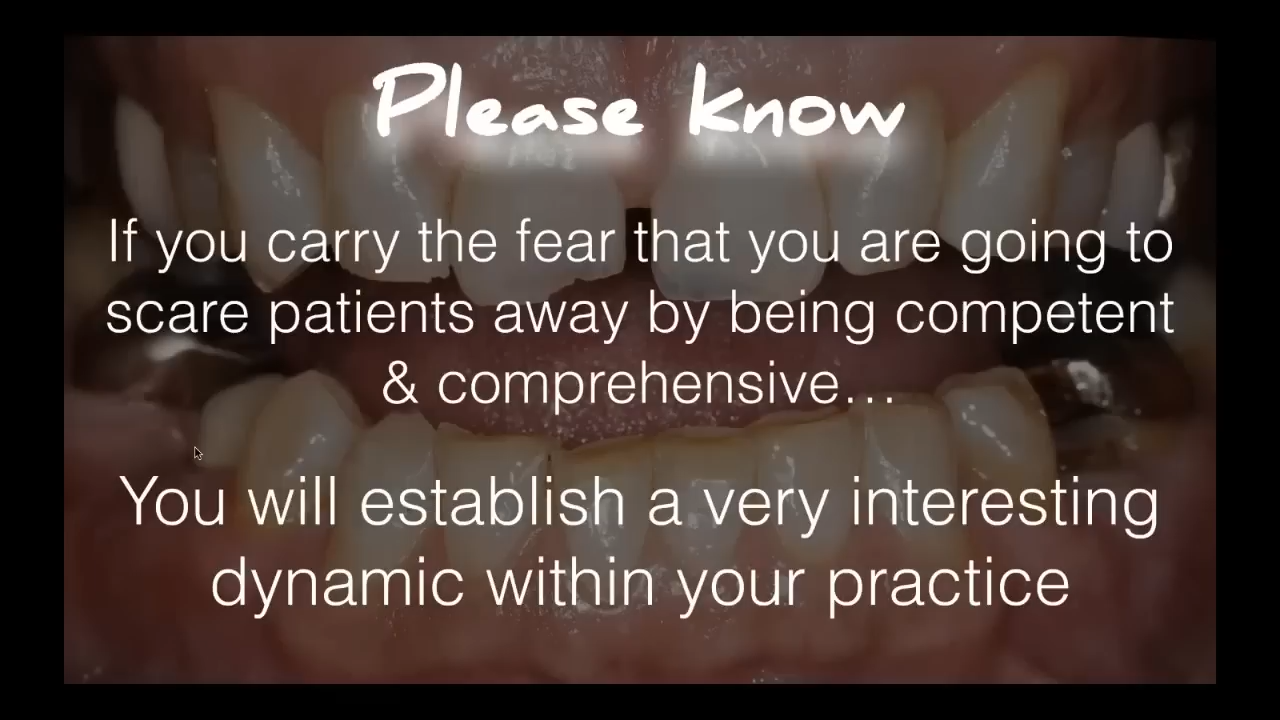 Please know
If you carry the fear that you are going to
scare patients away by being competent
& comprehensive...
You will establish a very interesting
dynamic within your practice